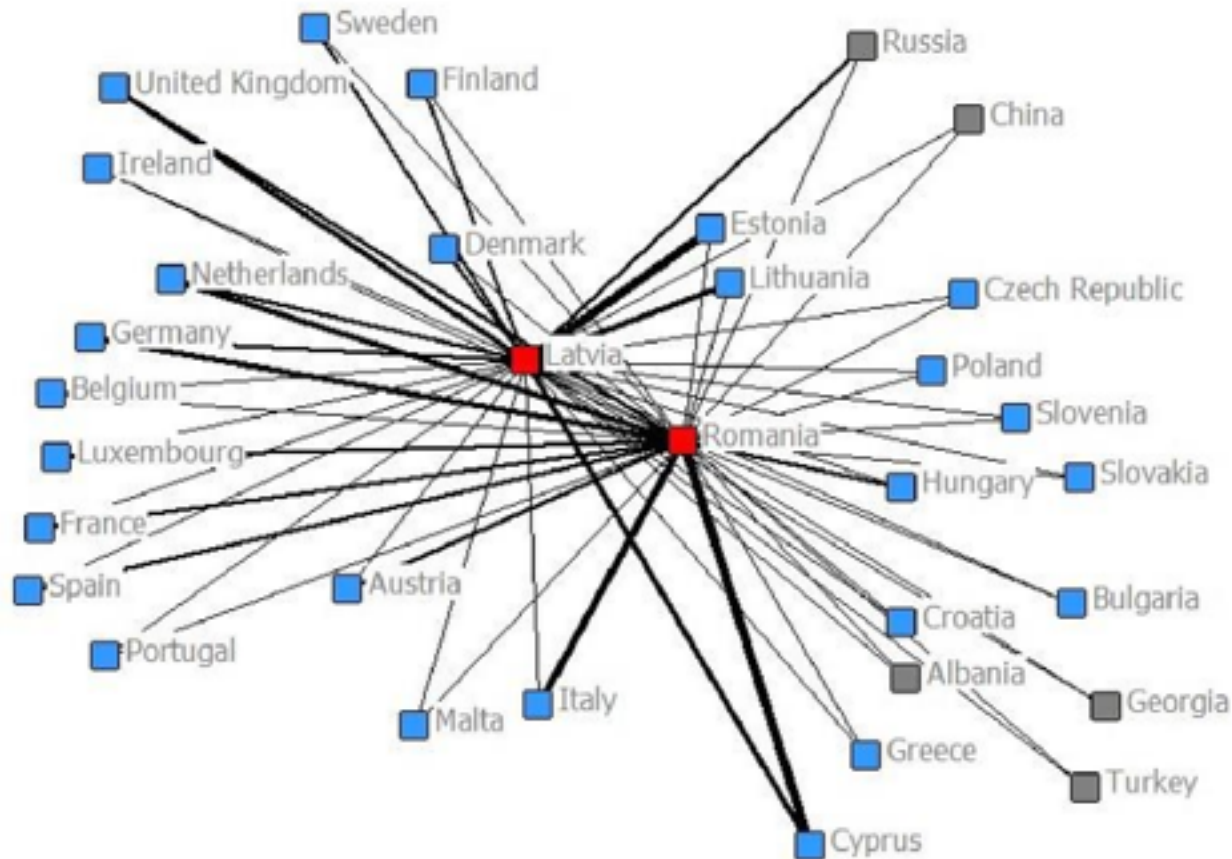 Sweden
Russia
United Kingdom
Finland
China
Ireland
Estonia
Denmark
Netherlands
Lithuania
Czech Republic
Germany
Latvia
Belgium
Poland
Slovenia
Luxembourg
Romania
Hungary
Slovakia
France
Spain
Austria
Bulgaria
Croatia
Portugal
Albania
Italy
Georgia
Malta
Greece
Turkey
Cyprus